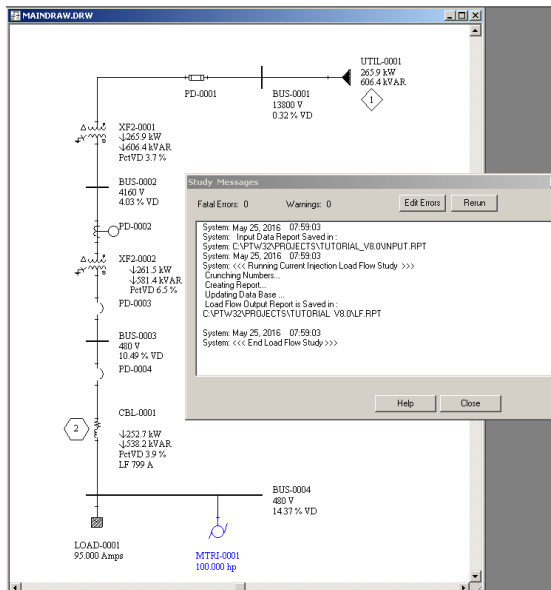 MAINDRAW.DRW
UTIL-0001
265.9 kW
606.4 kVAR
1
PD-0001
BUS-0001
13800 V
0.32 % VD
XF2-0001
↓265.9 kW
↓606.4 kVAR
PctVD 3.7 %
BUS-0002
4160 V
4.03 % VD
PD-0002
XF2-0002
↓261.5 kW
↓581.4 kVAR
PctVD 6.5 %
PD-0003
BUS-0003
480 V
10.49 % VD
PD-0004
CBL-0001
2
↓252.7 kW
↓538.2 kVAR
PctVD 3.9 %
LF 799 A
BUS-0004
480 V
14.37 % VD
LOAD-0001
95.000 Amps
MTRI-0001
100.000 hp
Study Messages
Fatal Errors: 0 Warnings: 0 Edit Errors Rerun
System: May 25, 2016 07:59:03
System: Input Data Report Saved in :
System: C:\PTW32\PROJECTS\TUTORIAL_V8.0\INPUT.RPT
System: <<< Running Current Injection Load Flow Study >>>
Crunching Numbers...
Creating Report...
Updating Data Base ...
Load Flow Output Report is Saved in :
C:\PTW32\PROJECTS\TUTORIAL_V8.0\LF.RPT
System: May 25, 2016 07:59:03
System: <<< End Load Flow Study >>>
Help Close